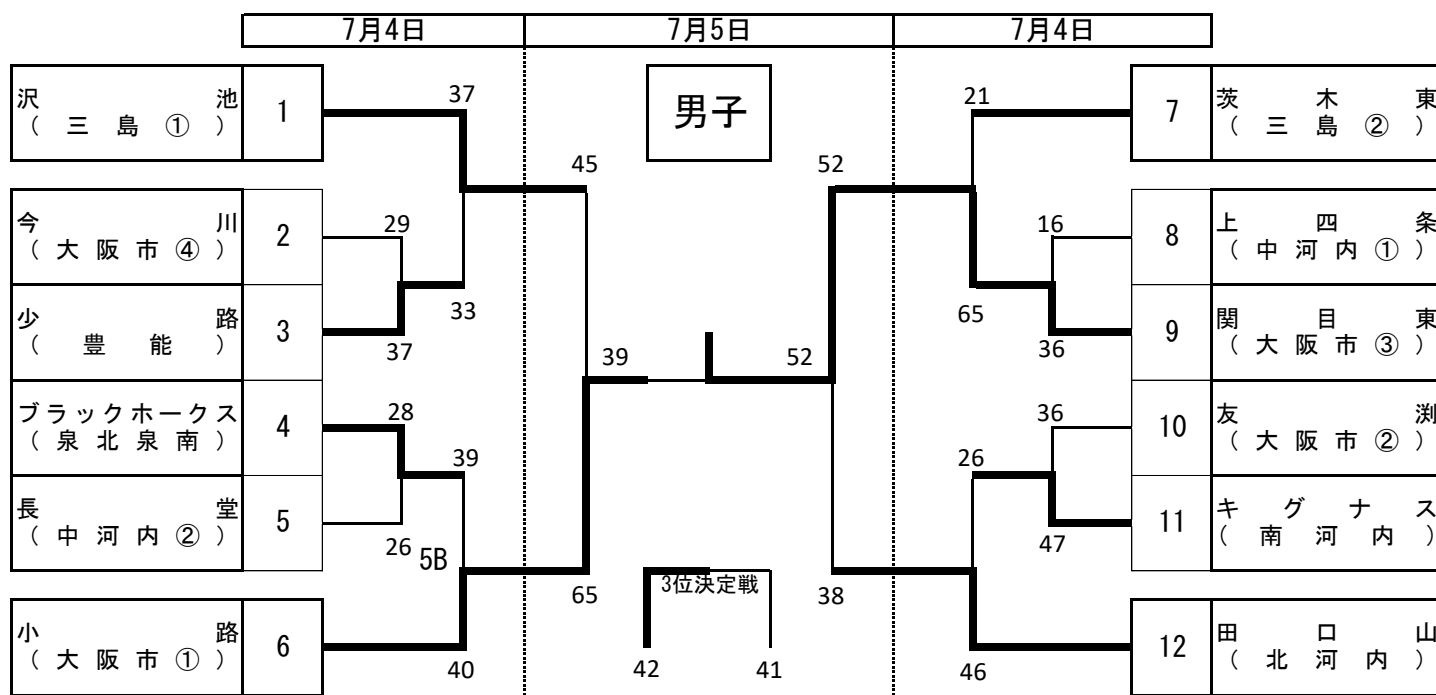 7月4日 7月5日 7月4日
男子
沢池
(三島①)
1
37
45
52
21
7
茨木東
(三島②)
今川
(大阪市④)
2
29
16
8
上四条
(中河内①)
少路
(豊能)
3
37
33
65
36
9
関目東
(大阪市③)
39
52
ブラックホークス
(泉北泉南)
4
28
39
26
36
10
友渕
(大阪市②)
長堂
(中河内②)
5
26
5B
47
11
キグナス
(南河内)
65
3位決定戦
38
小路
(大阪市①)
6
40
42
41
46
12
田口山
(北河内)